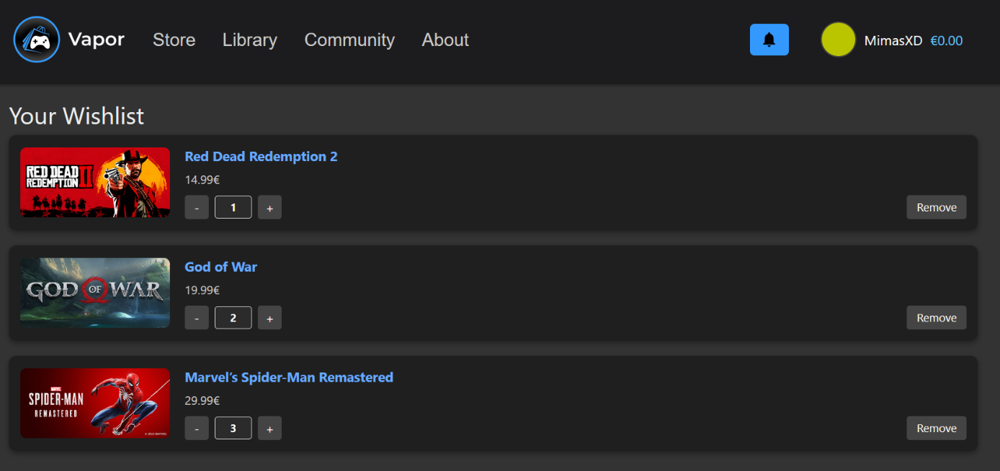 Vapor Store Library Community About MimasXD €0.00
Your Wishlist
RED DEAD
REDEMPTION II
Red Dead Redemption 2
14.99€
- 1 +
Remove
GOD OF WAR
God of War
19.99€
- 2 +
Remove
MARVEL
SPIDER-MAN
REMASTERED
Marvel’s Spider-Man Remastered
29.99€
- 3 +
Remove